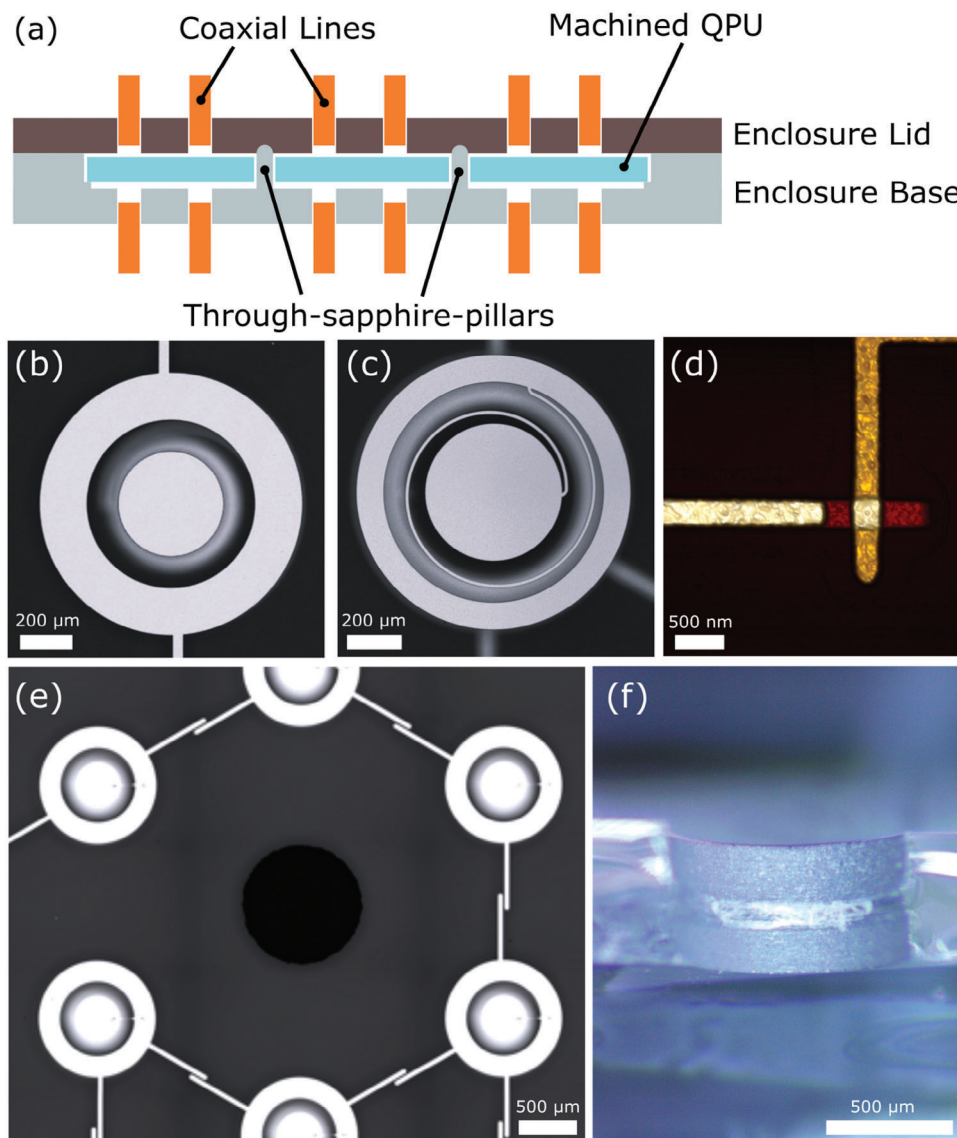 (a)
Coaxial Lines
Machined QPU
Enclosure Lid
Enclosure Base
Through-sapphire-pillars
(b)
200 µm
(c)
200 µm
(d)
500 nm
(e)
500 µm
(f)
500 µm